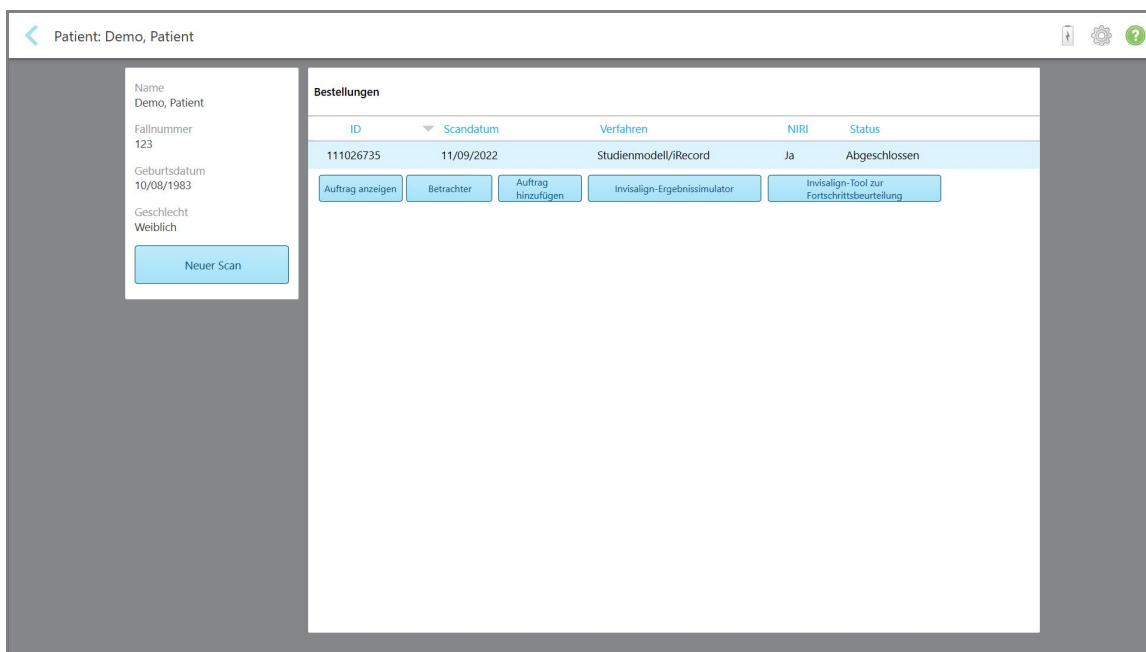 Patient: Demo, Patient
?
Name
Demo, Patient
Fallnummer
123
Geburtsdatum
10/08/1983
Geschlecht
Weiblich
Neuer Scan
Bestellungen
ID Scandatum Verfahren NIRI Status
111026735 11/09/2022 Studienmodell/iRecord Ja Abgeschlossen
Auftrag anzeigen
Betrachter
Auftrag
hinzufügen
Invisalign-Ergebnissimulator
Invisalign-Tool zur
Fortschrittsbeurteilung